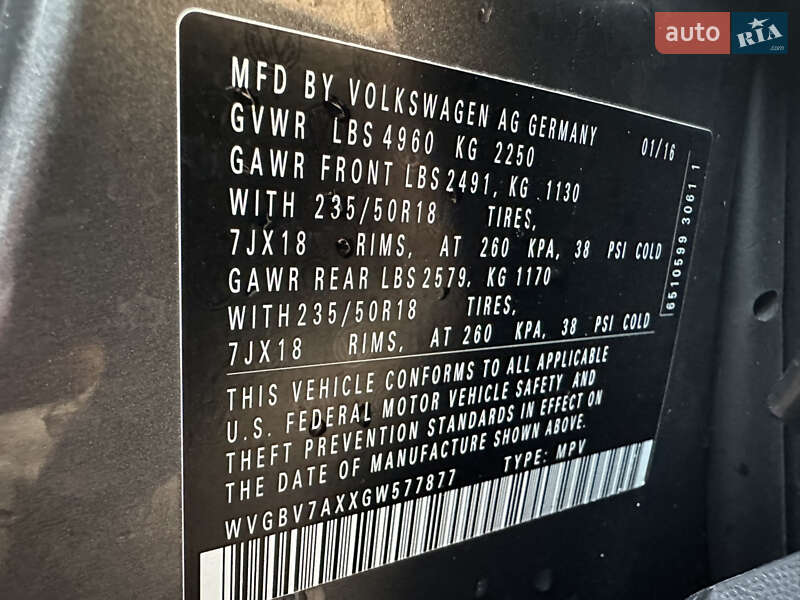 auto RIA.com
MFD BY VOLKSWAGEN AG GERMANY 01/16
GVWR LBS 4960 KG 2250
GAWR FRONT LBS 2491, KG 1130
WITH 235/50R18 TIRES,
7JX18 RIMS, AT 260 KPA, 38 PSI COLD
GAWR REAR LBS 2579, KG 1170
WITH 235/50R18 TIRES,
7JX18 RIMS, AT 260 KPA, 38 PSI COLD
THIS VEHICLE CONFORMS TO ALL APPLICABLE
U.S. FEDERAL MOTOR VEHICLE SAFETY AND
THEFT PREVENTION STANDARDS IN EFFECT ON
THE DATE OF MANUFACTURE SHOWN ABOVE.
WVGBV7AXXGW577877 TYPE: MPV
6510599 3061 1